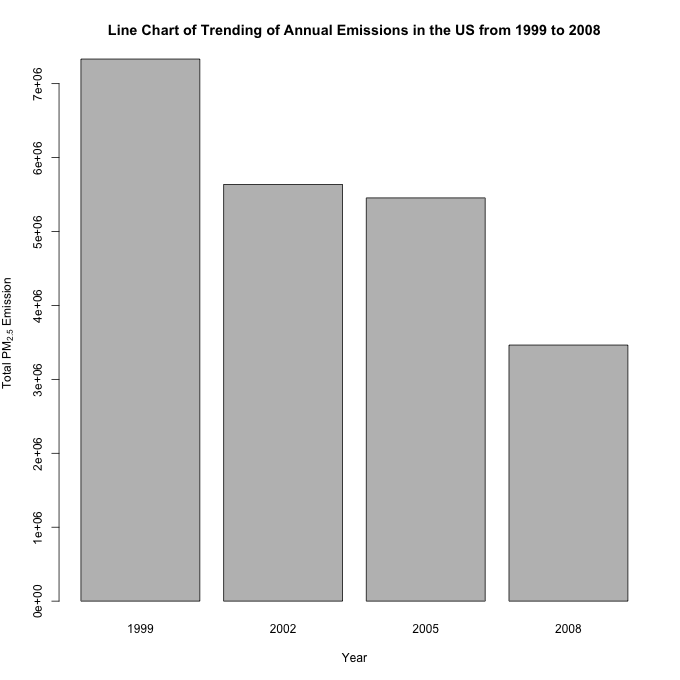 Line Chart of Trending of Annual Emissions in the US from 1999 to 2008
Total PM2.5 Emission
7e+06
6e+06
5e+06
4e+06
3e+06
2e+06
1e+06
0e+00
1999 2002 2005 2008
Year